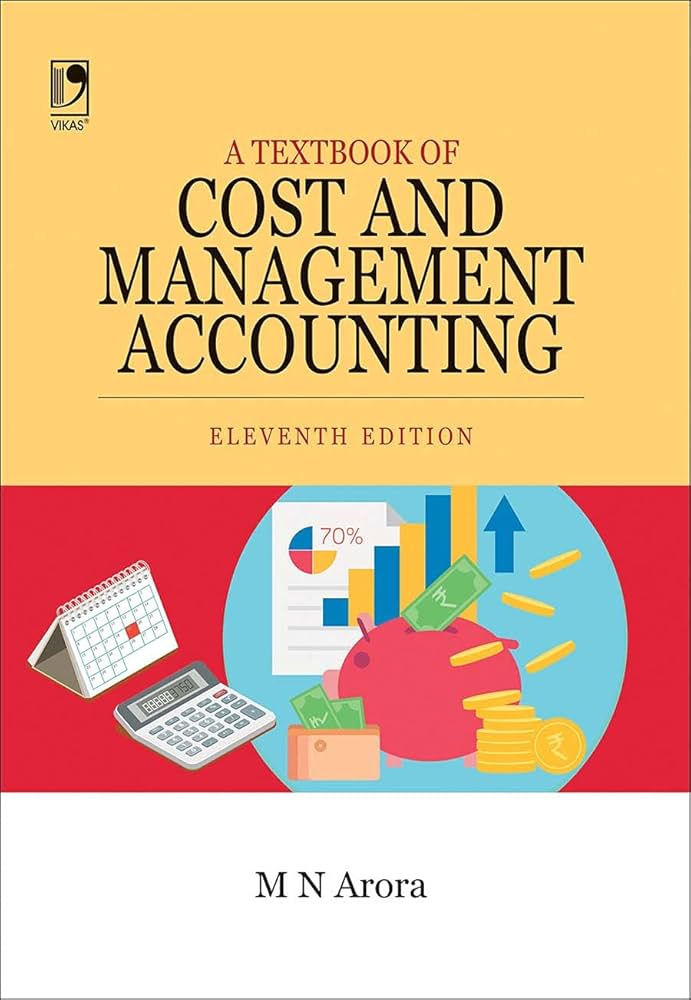 VIKAS®
A TEXTBOOK OF
COST AND
MANAGEMENT
ACCOUNTING
ELEVENTH EDITION
70%
₹
₹
₹
M N Arora